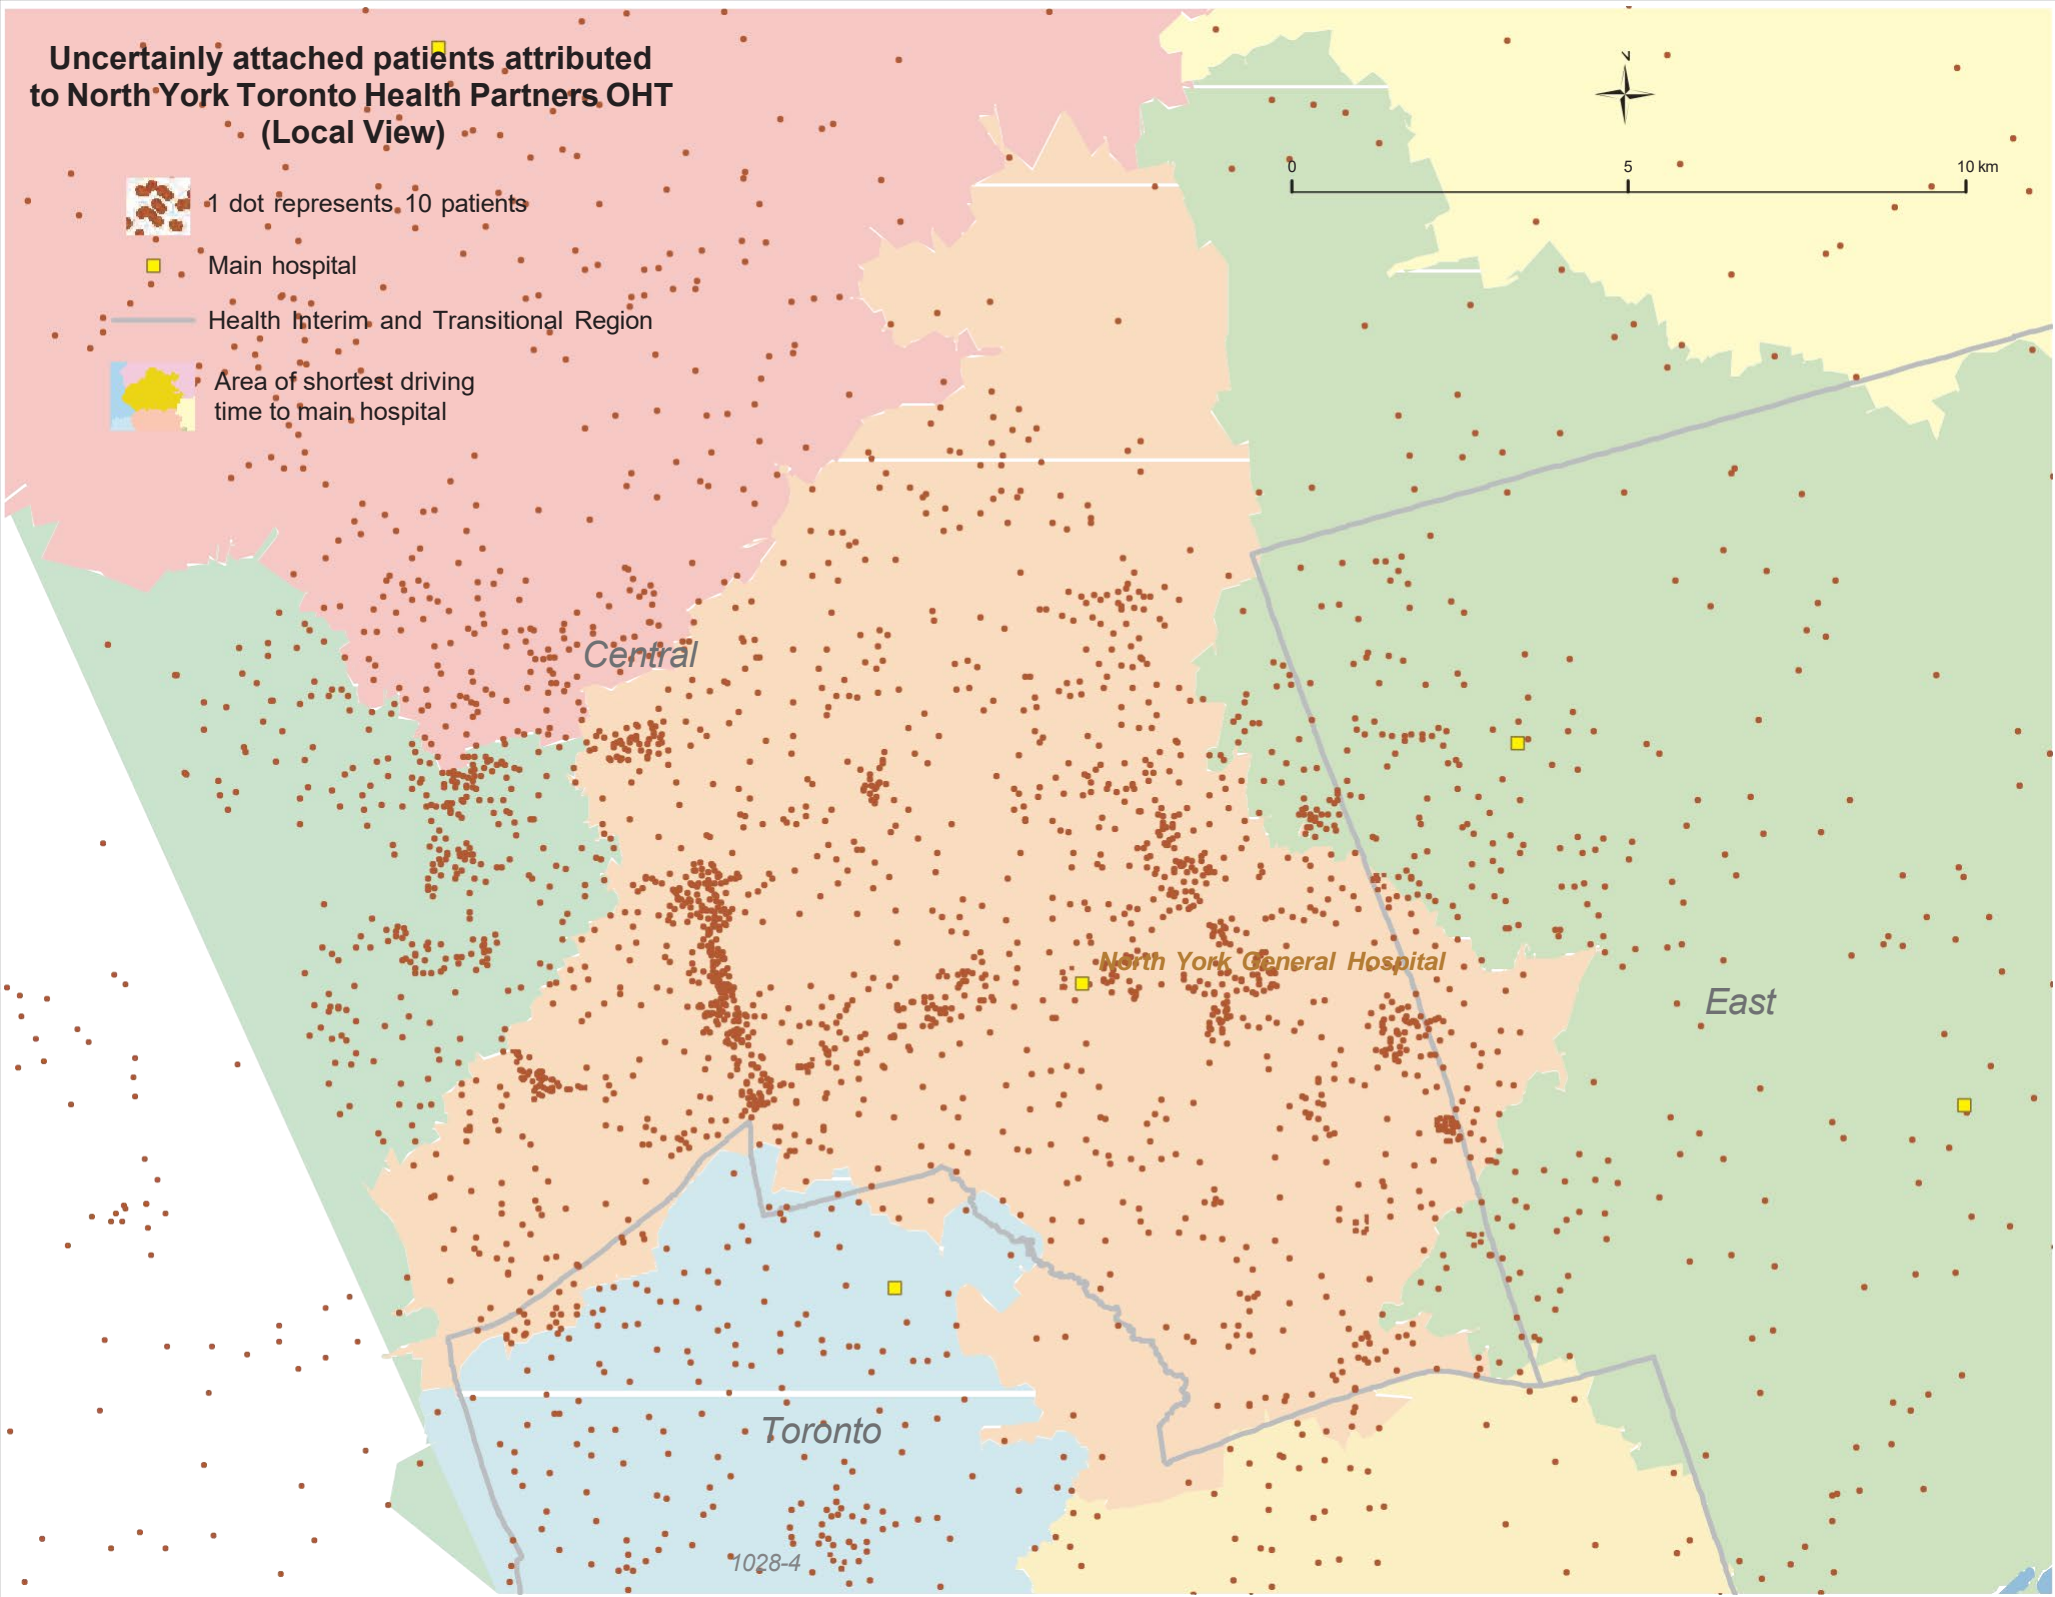 Uncertainly attached patients attributed
to North York Toronto Health Partners OHT
(Local View)
N
0 5 10 km
1 dot represents 10 patients
Main hospital
Health Interim and Transitional Region
Area of shortest driving
time to main hospital
Central
North York General Hospital
East
Toronto
1028-4